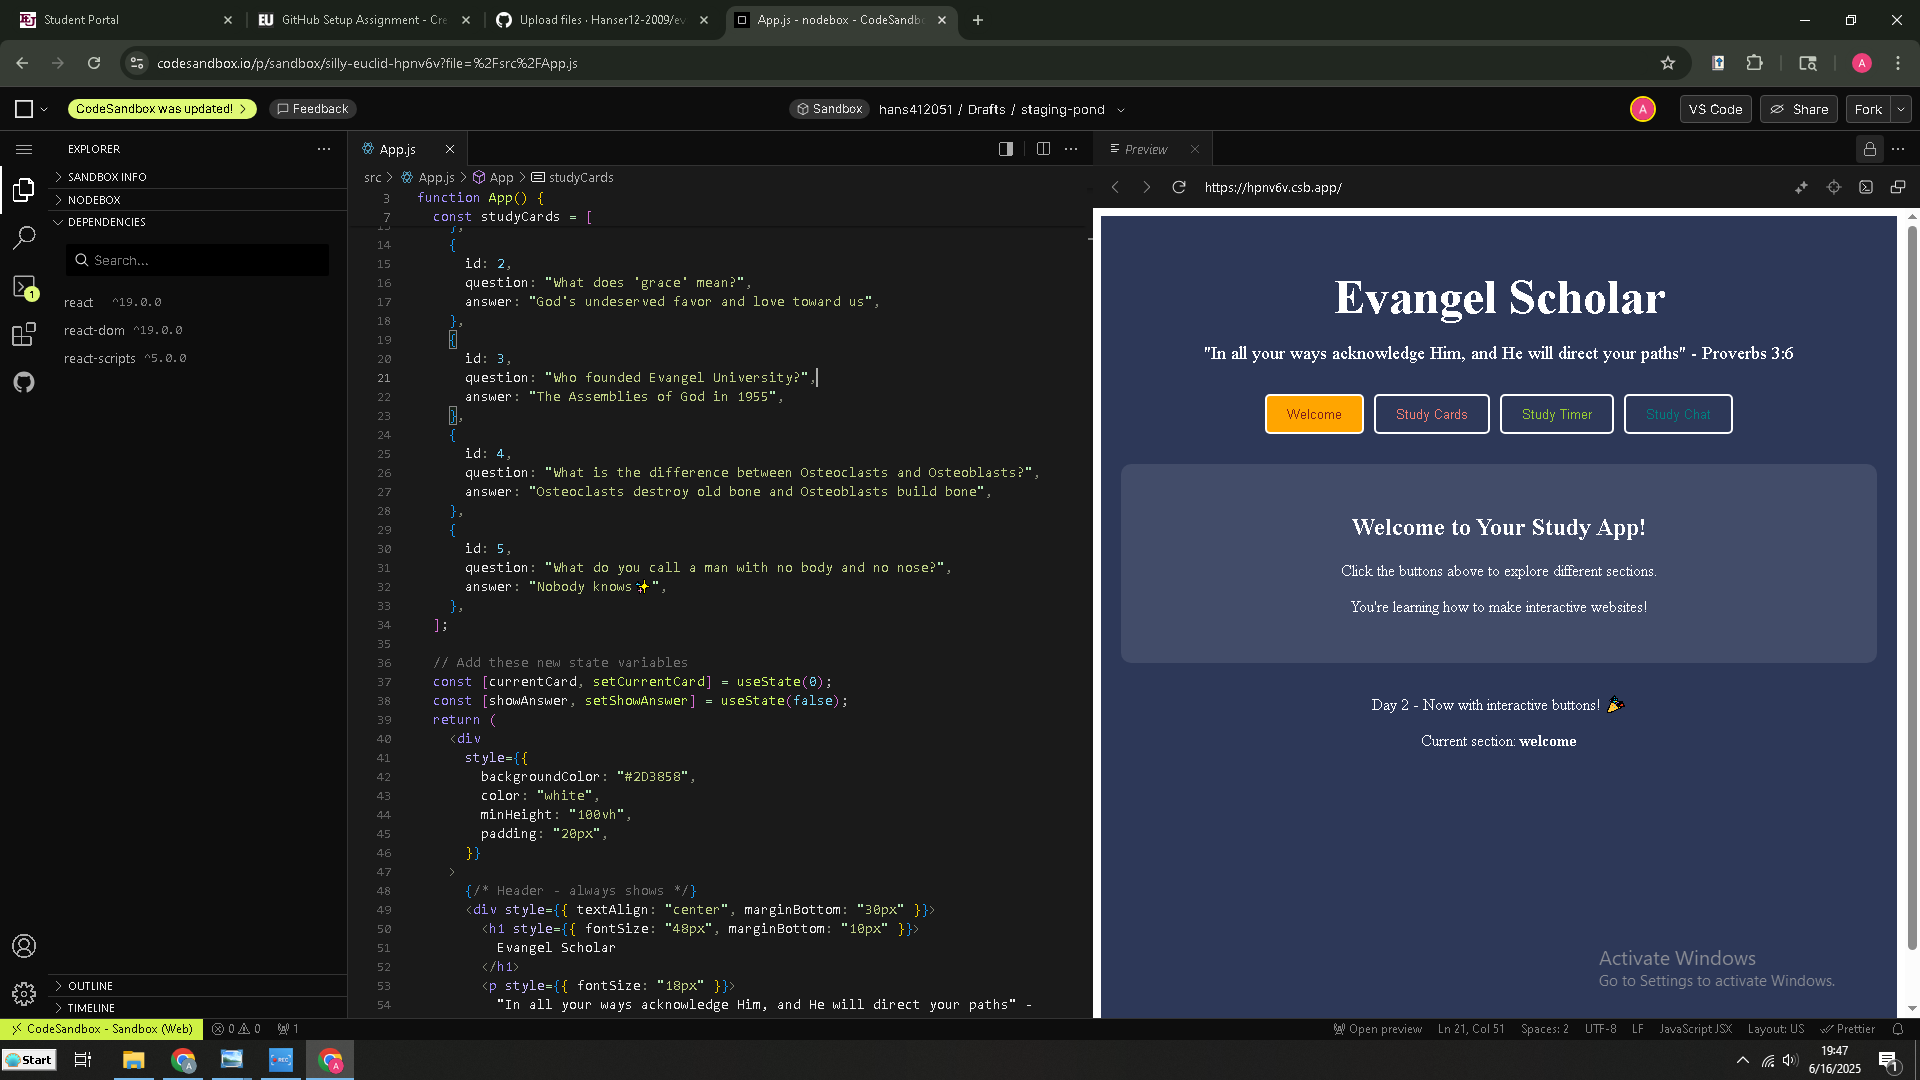 Student Portal
GitHub Setup Assignment - Cre
Upload files · Hanser12-2009/ev
App.js - nodebox - CodeSandb
codesandbox.io/p/sandbox/silly-euclid-hpnv6v?file=%2Fsrc%2FApp.js
A
CodeSandbox was updated!
Feedback
Sandbox
hans412051 / Drafts / staging-pond
A
VS Code
Share
Fork
EXPLORER
SANDBOX INFO
NODEBOX
DEPENDENCIES
Search...
react ^19.0.0
react-dom ^19.0.0
react-scripts ^5.0.0
1
OUTLINE
TIMELINE
App.js
src > App.js > App > studyCards
3 function App() {
7 const studyCards = [
13 },
14 {
15 id: 2,
16 question: "What does 'grace' mean?",
17 answer: "God's undeserved favor and love toward us",
18 },
19 {
20 id: 3,
21 question: "Who founded Evangel University?",
22 answer: "The Assemblies of God in 1955",
23 },
24 {
25 id: 4,
26 question: "What is the difference between Osteoclasts and Osteoblasts?",
27 answer: "Osteoclasts destroy old bone and Osteoblasts build bone",
28 },
29 {
30 id: 5,
31 question: "What do you call a man with no body and no nose?",
32 answer: "Nobody knows✨",
33 },
34 ];
35
36 // Add these new state variables
37 const [currentCard, setCurrentCard] = useState(0);
38 const [showAnswer, setShowAnswer] = useState(false);
39 return (
40 <div
41 style={{
42 backgroundColor: "#2D3858",
43 color: "white",
44 minHeight: "100vh",
45 padding: "20px",
46 }}
47 >
48 {/* Header - always shows */}
49 <div style={{ textAlign: "center", marginBottom: "30px" }}>
50 <h1 style={{ fontSize: "48px", marginBottom: "10px" }}>
51 Evangel Scholar
52 </h1>
53 <p style={{ fontSize: "18px" }}>
54 "In all your ways acknowledge Him, and He will direct your paths" -
Preview
https://hpnv6v.csb.app/
Evangel Scholar
"In all your ways acknowledge Him, and He will direct your paths" - Proverbs 3:6
Welcome
Study Cards
Study Timer
Study Chat
Welcome to Your Study App!
Click the buttons above to explore different sections.
You're learning how to make interactive websites!
Day 2 - Now with interactive buttons! 🎉
Current section: welcome
Activate Windows
Go to Settings to activate Windows.
CodeSandbox - Sandbox (Web)
0 0
1
Open preview
Ln 21, Col 51
Spaces: 2
UTF-8
LF
JavaScript JSX
Layout: US
Prettier
Start
19:47
6/16/2025
1